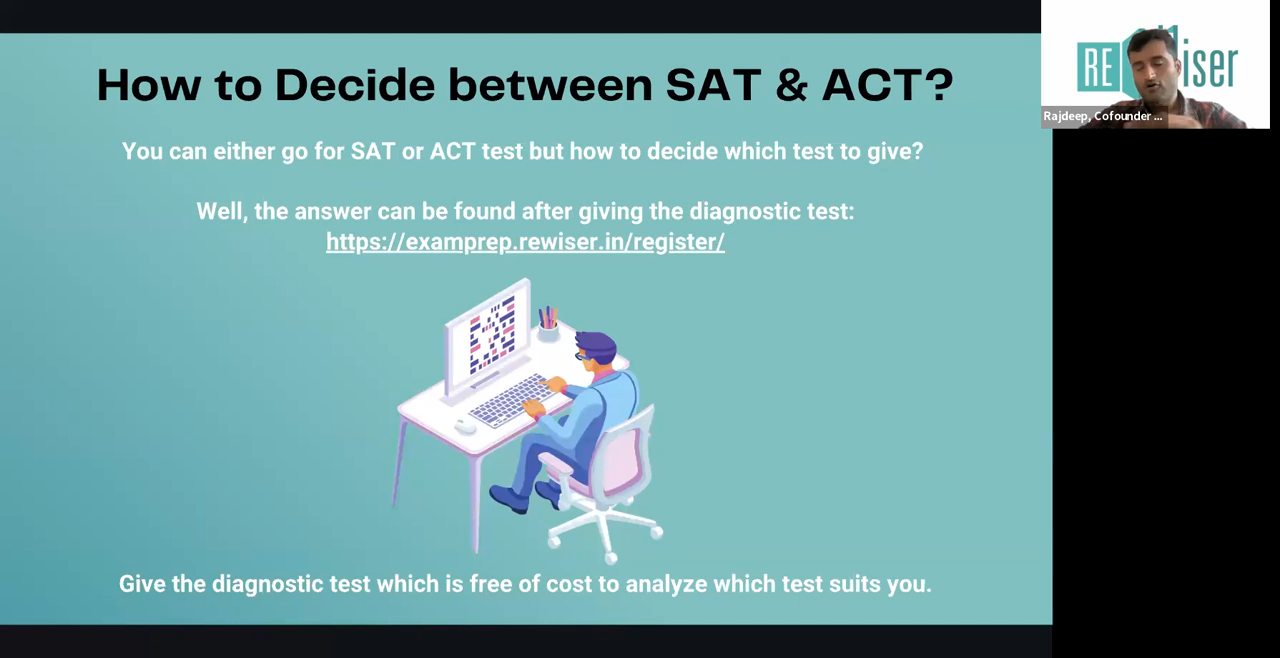 How to Decide between SAT & ACT?
You can either go for SAT or ACT test but how to decide which test to give?
Well, the answer can be found after giving the diagnostic test:
https://examprep.rewiser.in/register/
Give the diagnostic test which is free of cost to analyze which test suits you.
RE iser
Rajdeep, Cofounder ...